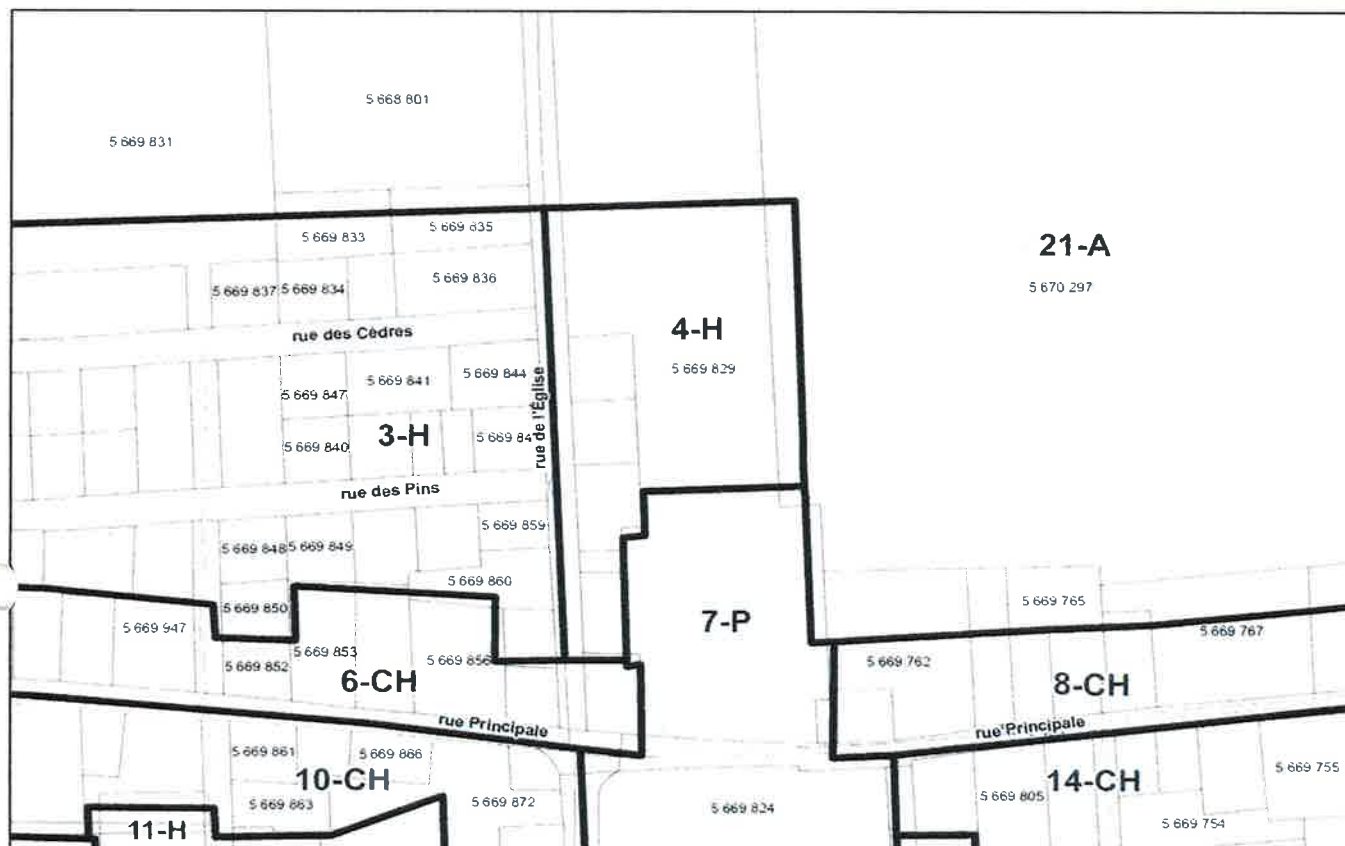 5 668 801
5 669 831
5 669 835
5 669 833
21-A
5 669 836
5 669 837 5 669 834
5 670 297
rue des Cèdres
4-H
5 669 829
5 669 844
5 669 841
5 669 847
rue de l'Église
3-H
5 669 84
5 669 840
rue des Pins
5 669 859
5 669 848 5 669 849
5 669 860
5 669 850
5 669 765
5 669 947
7-P
5 669 767
5 669 853
5 669 856
5 669 852
5 669 762
6-CH
8-CH
rue Principale
rue Principale
5 669 861
5 669 866
10-CH
14-CH
5 669 755
5 669 863
5 669 872
5 669 824
5 669 805
5 669 754
11-H